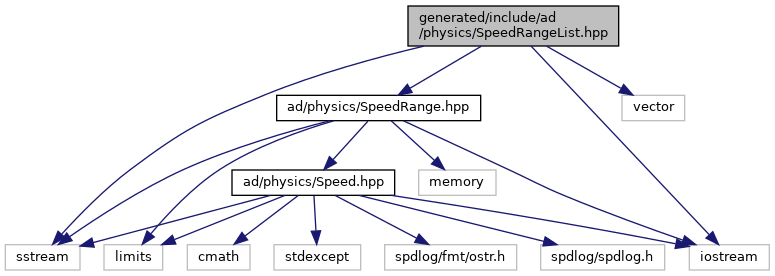 generated/include/ad
/physics/SpeedRangeList.hpp
ad/physics/SpeedRange.hpp
vector
ad/physics/Speed.hpp
memory
sstream
limits
cmath
stdexcept
spdlog/fmt/ostr.h
spdlog/spdlog.h
iostream